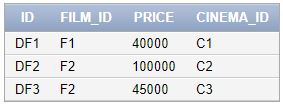 ID FILM_ID PRICE CINEMA_ID
DF1 F1 40000 C1
DF2 F2 100000 C2
DF3 F2 45000 C3